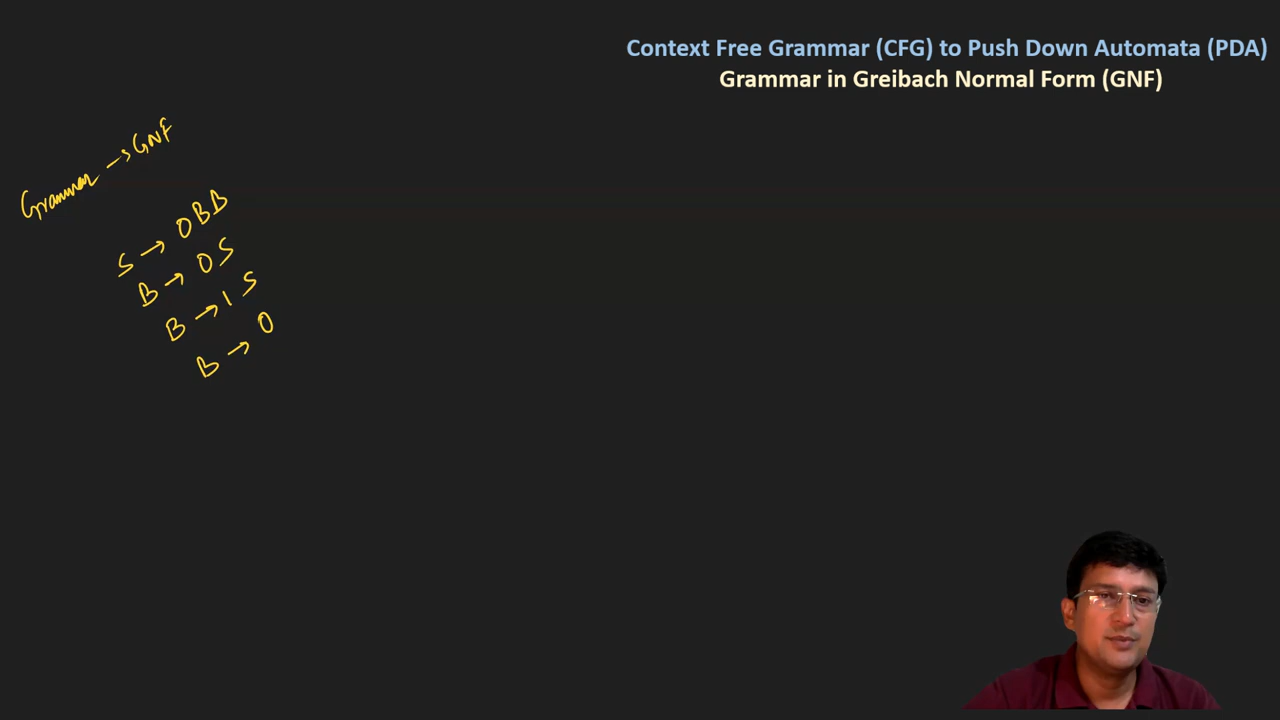 Context Free Grammar (CFG) to Push Down Automata (PDA)
Grammar in Greibach Normal Form (GNF)
Grammar → GNF
S → 0BB
B → 0S
B → 1S
B → 0